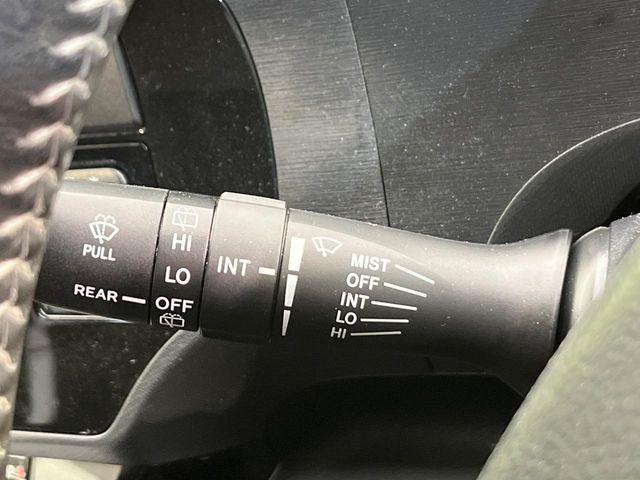 PULL
REAR
HI
LO
OFF
INT
MIST
OFF
INT
LO
HI